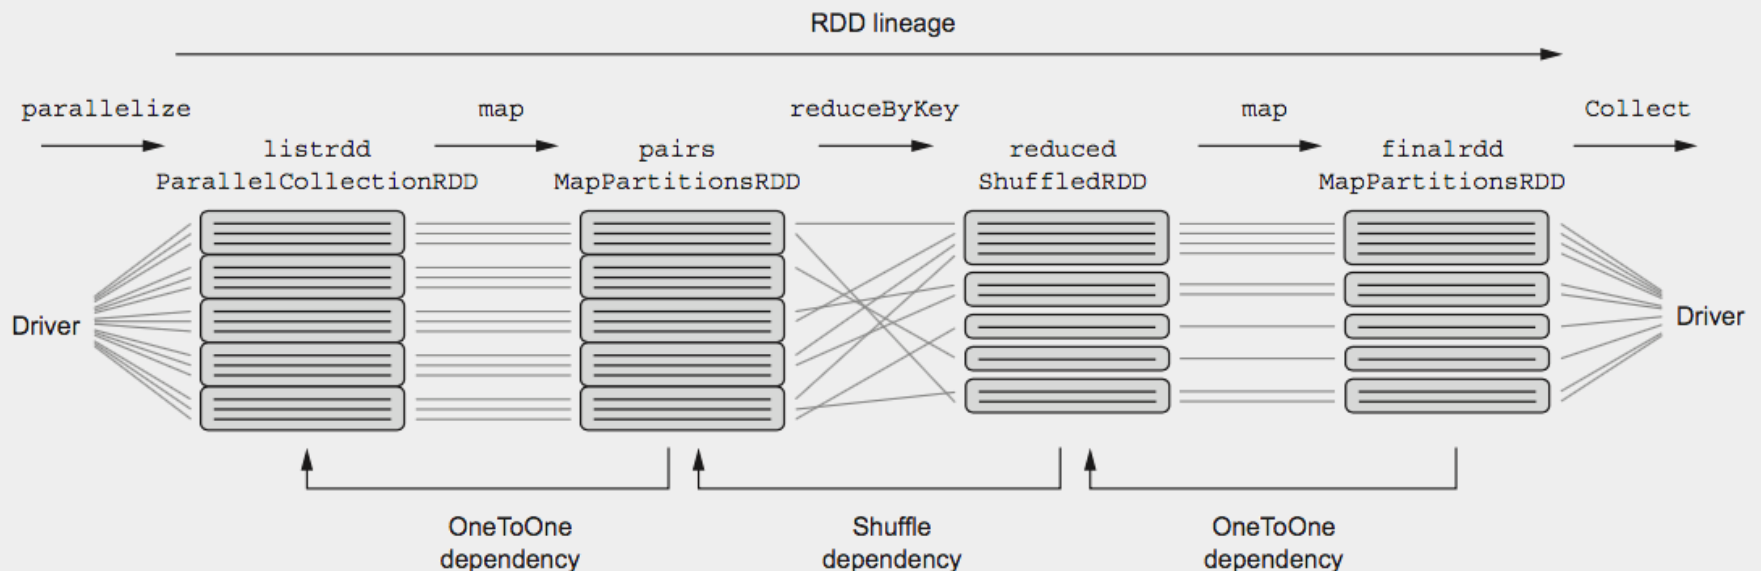 RDD lineage
parallelize
map
reduceByKey
map
Collect
listrdd
ParallelCollectionRDD
pairs
MapPartitionsRDD
reduced
ShuffledRDD
finalrdd
MapPartitionsRDD
Driver
Driver
OneToOne
dependency
Shuffle
dependency
OneToOne
dependency